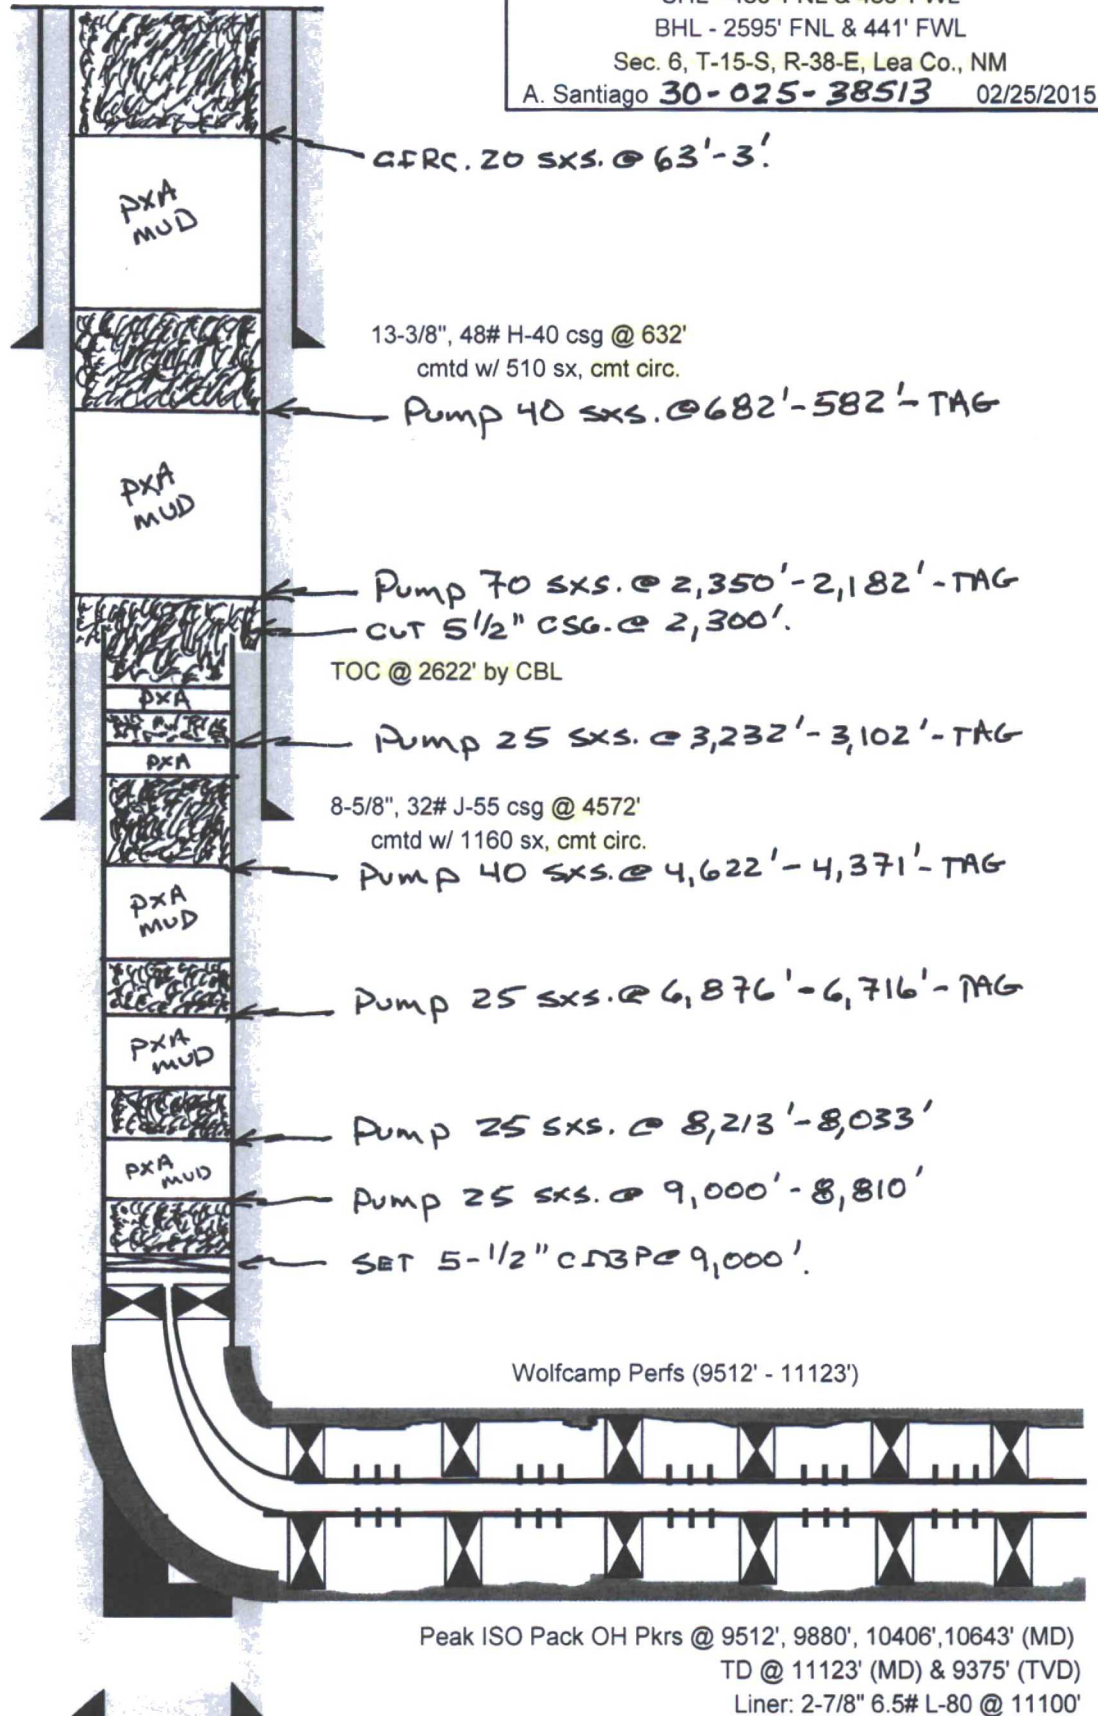 BHL - 2595' FNL & 441' FWL
Sec. 6, T-15-S, R-38-E, Lea Co., NM
A. Santiago 30-025-38513 02/25/2015
20 sxs. @ 63'-3'.
PXA
MUD
13-3/8", 48# H-40 csg @ 632'
cmtd w/ 510 sx, cmt circ.
Pump 40 sxs. @ 682'-582'-TAG
PXA
MUD
Pump 70 sxs. @ 2,350'-2,182'-TAG
CUT 5 1/2" CSG. @ 2,300'.
TOC @ 2622' by CBL
PXA
Pump 25 sxs. @ 3,232'-3,102'-TAG
PXA
8-5/8", 32# J-55 csg @ 4572'
cmtd w/ 1160 sx, cmt circ.
Pump 40 sxs. @ 4,622'-4,371'-TAG
PXA
MUD
Pump 25 sxs. @ 6,876'-6,716'-TAG
PXA
MUD
Pump 25 sxs. @ 8,213'-8,033'
PXA
MUD
Pump 25 sxs. @ 9,000'-8,810'
SET 5-1/2" CIBP @ 9,000'.
Wolfcamp Perfs (9512' - 11123')
Peak ISO Pack OH Pkrs @ 9512', 9880', 10406',10643' (MD)
TD @ 11123' (MD) & 9375' (TVD)
Liner: 2-7/8" 6.5# L-80 @ 11100'